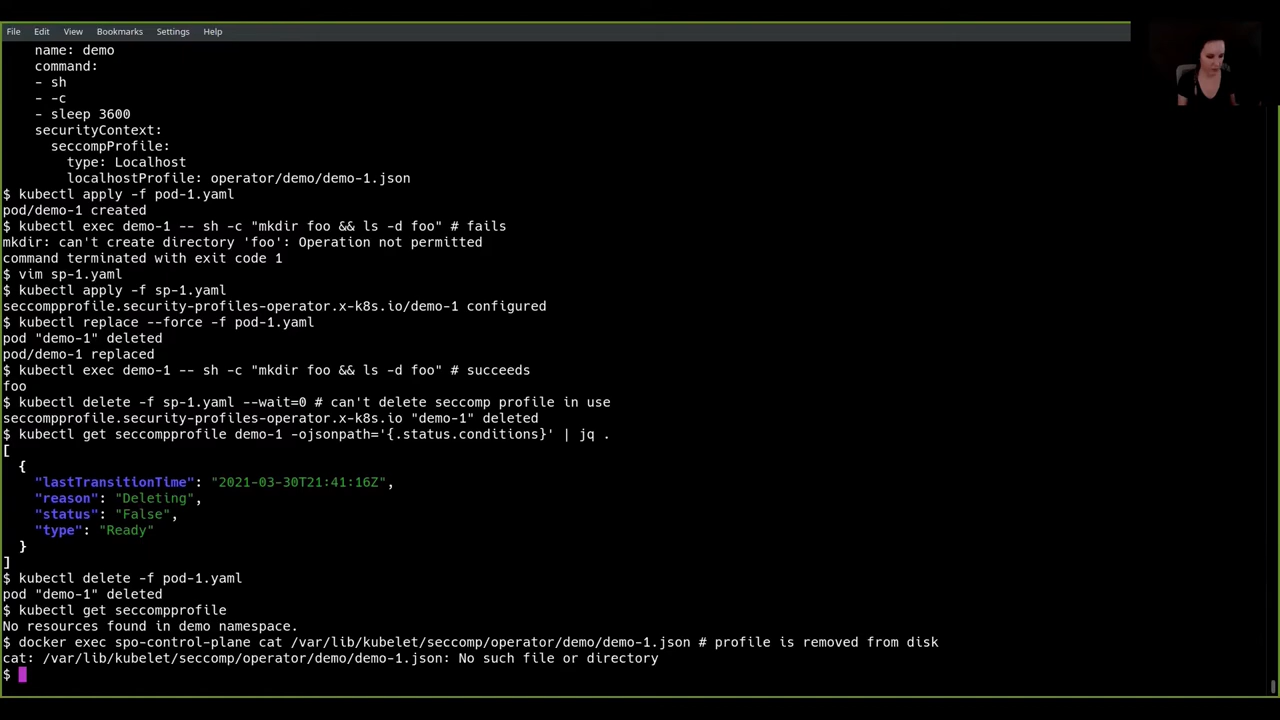 File Edit View Bookmarks Settings Help
name: demo
command:
- sh
- -c
- sleep 3600
securityContext:
seccompProfile:
type: Localhost
localhostProfile: operator/demo/demo-1.json
$ kubectl apply -f pod-1.yaml
pod/demo-1 created
$ kubectl exec demo-1 -- sh -c "mkdir foo && ls -d foo" # fails
mkdir: can't create directory 'foo': Operation not permitted
command terminated with exit code 1
$ vim sp-1.yaml
$ kubectl apply -f sp-1.yaml
seccompprofile.security-profiles-operator.x-k8s.io/demo-1 configured
$ kubectl replace --force -f pod-1.yaml
pod "demo-1" deleted
pod/demo-1 replaced
$ kubectl exec demo-1 -- sh -c "mkdir foo && ls -d foo" # succeeds
foo
$ kubectl delete -f sp-1.yaml --wait=0 # can't delete seccomp profile in use
seccompprofile.security-profiles-operator.x-k8s.io "demo-1" deleted
$ kubectl get seccompprofile demo-1 -ojsonpath='{.status.conditions}' | jq .
[
{
"lastTransitionTime": "2021-03-30T21:41:16Z",
"reason": "Deleting",
"status": "False",
"type": "Ready"
}
]
$ kubectl delete -f pod-1.yaml
pod "demo-1" deleted
$ kubectl get seccompprofile
No resources found in demo namespace.
$ docker exec spo-control-plane cat /var/lib/kubelet/seccomp/operator/demo/demo-1.json # profile is removed from disk
cat: /var/lib/kubelet/seccomp/operator/demo/demo-1.json: No such file or directory
$